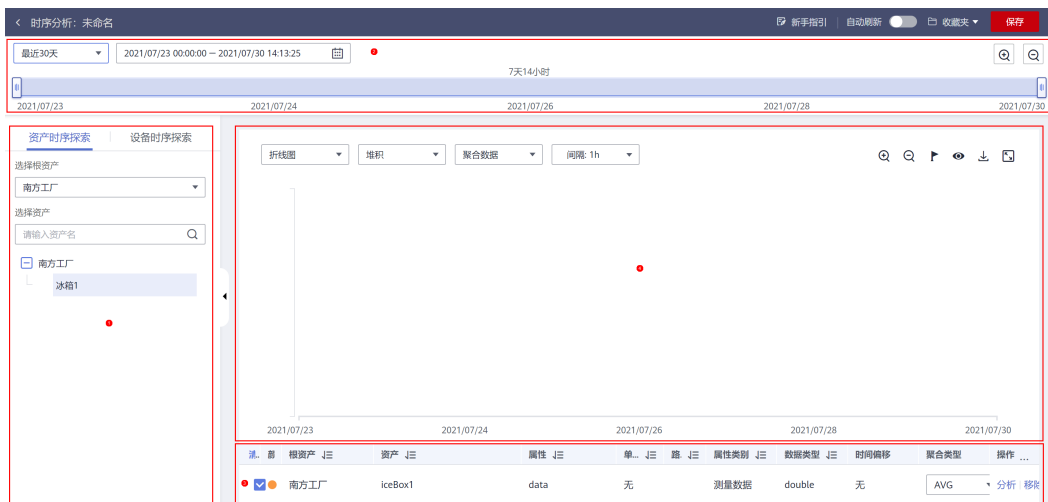 时序分析：未命名 新手指引 自动刷新 收藏夹 保存
最近30天 2021/07/23 00:00:00 – 2021/07/30 14:13:25
7天14小时
2021/07/23 2021/07/24 2021/07/26 2021/07/28 2021/07/30
资产时序探索 设备时序探索
选择根资产
南方工厂
选择资产
请输入资产名
南方工厂
冰箱1
折线图 堆积 聚合数据 间隔: 1h
2021/07/23 2021/07/24 2021/07/26 2021/07/28 2021/07/30
根资产 资产 属性 单... 路. 属性类别 数据类型 时间偏移 聚合类型 操作 ...
南方工厂 iceBox1 data 无 测量数据 double 无 AVG 分析 移除